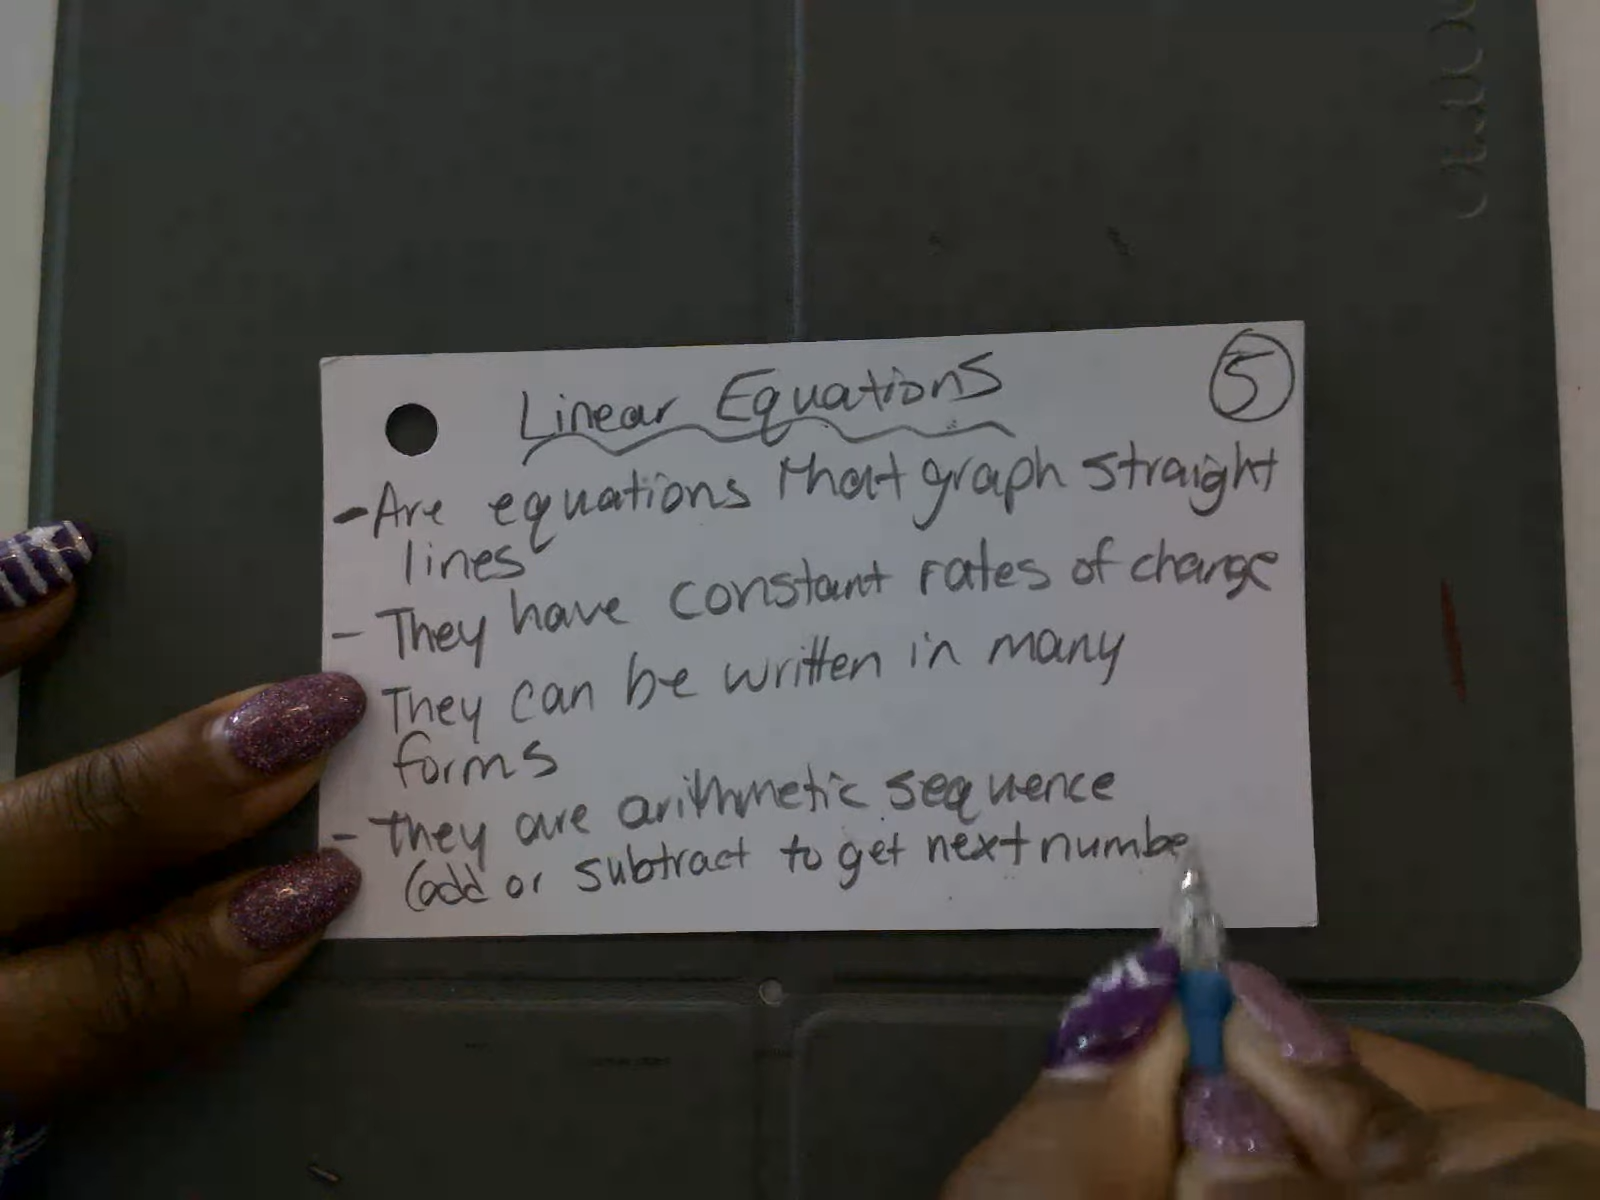 Linear Equations
5
- Are equations that graph straight
lines
- They have constant rates of change
They can be written in many
forms
- they are arithmetic sequence
(add or subtract to get next numbe